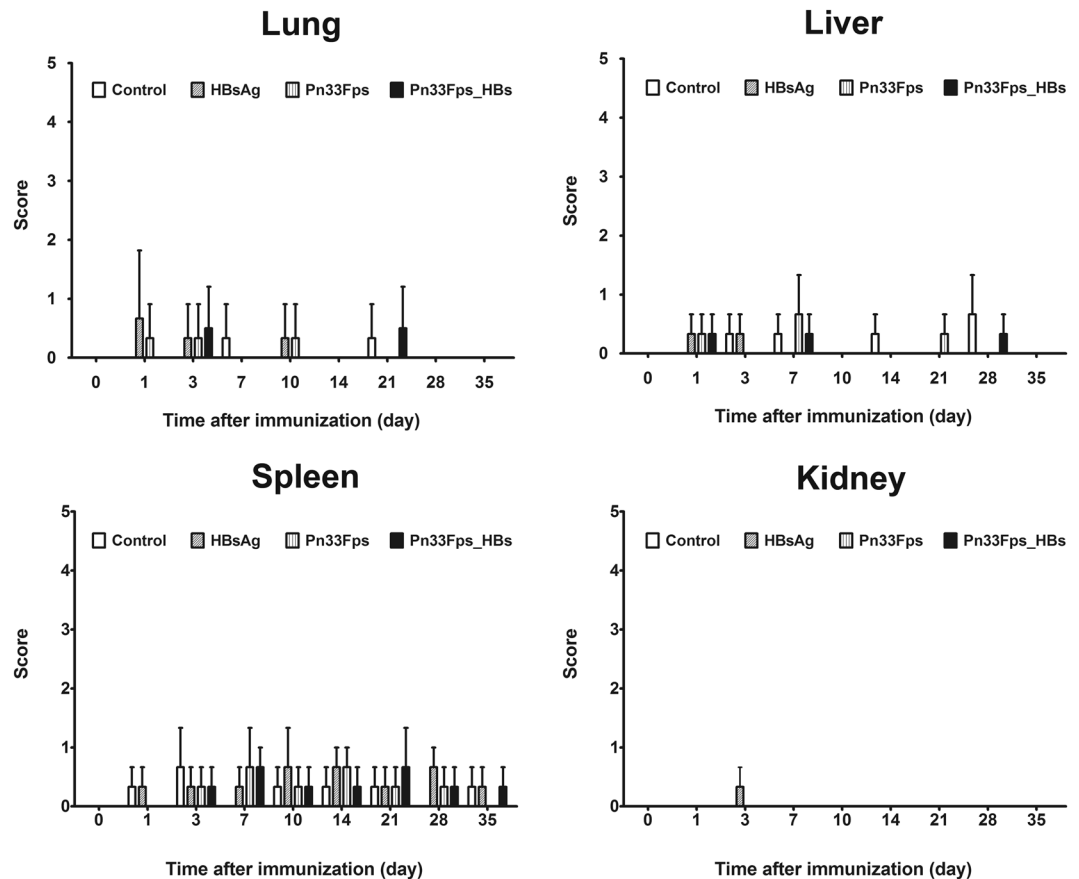 Lung
5
4
3
2
1
0
Score
Control HBsAg Pn33Fps Pn33Fps_HBs
0 1 3 7 10 14 21 28 35
Time after immunization (day)
Liver
5
4
3
2
1
0
Score
Control HBsAg Pn33Fps Pn33Fps_HBs
0 1 3 7 10 14 21 28 35
Time after immunization (day)
Spleen
5
4
3
2
1
0
Score
Control HBsAg Pn33Fps Pn33Fps_HBs
0 1 3 7 10 14 21 28 35
Time after immunization (day)
Kidney
5
4
3
2
1
0
Score
Control HBsAg Pn33Fps Pn33Fps_HBs
0 1 3 7 10 14 21 28 35
Time after immunization (day)